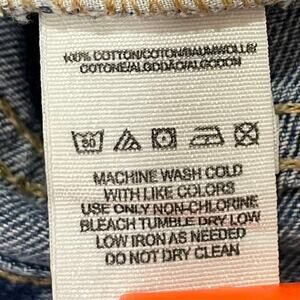 100% COTTON/COTON/BAUMWOLLE/
COTONE/ALGODÃO/ALGODON
30
MACHINE WASH COLD
WITH LIKE COLORS
USE ONLY NON-CHLORINE
BLEACH TUMBLE DRY LOW
LOW IRON AS NEEDED
DO NOT DRY CLEAN